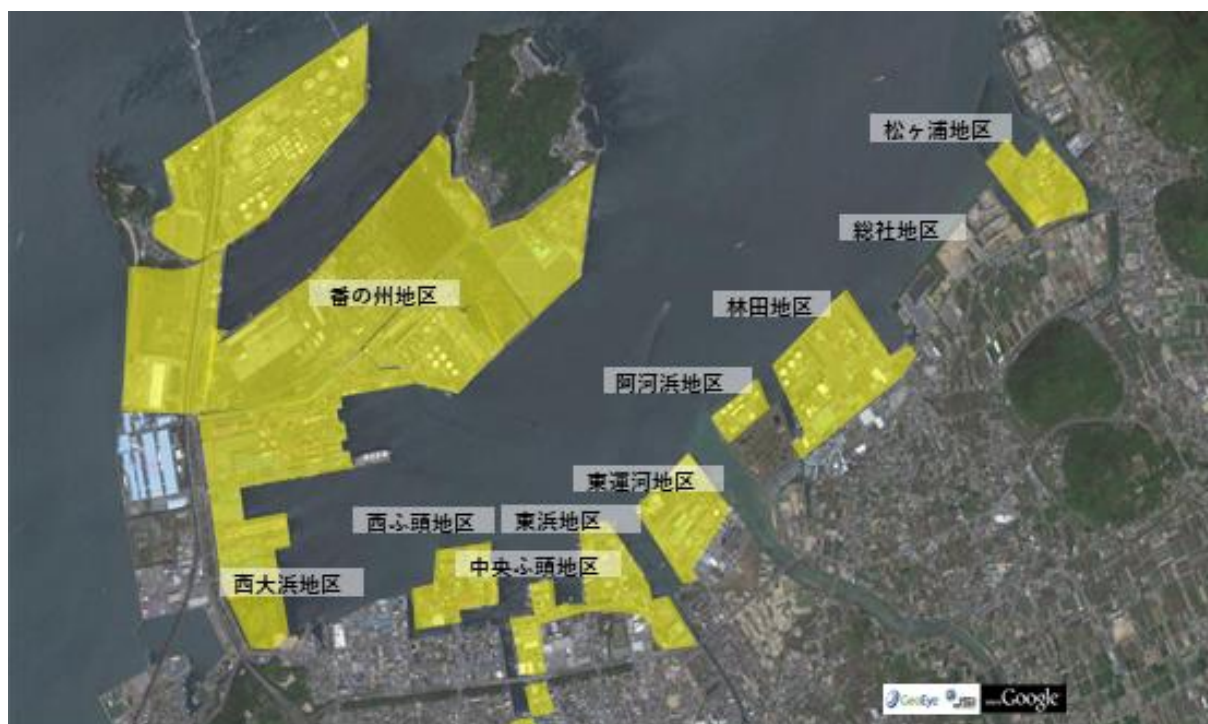 松ヶ浦地区
総社地区
番の州地区
林田地区
阿河浜地区
東運河地区
西ふ頭地区
東浜地区
中央ふ頭地区
西大浜地区
GeoEye
Google